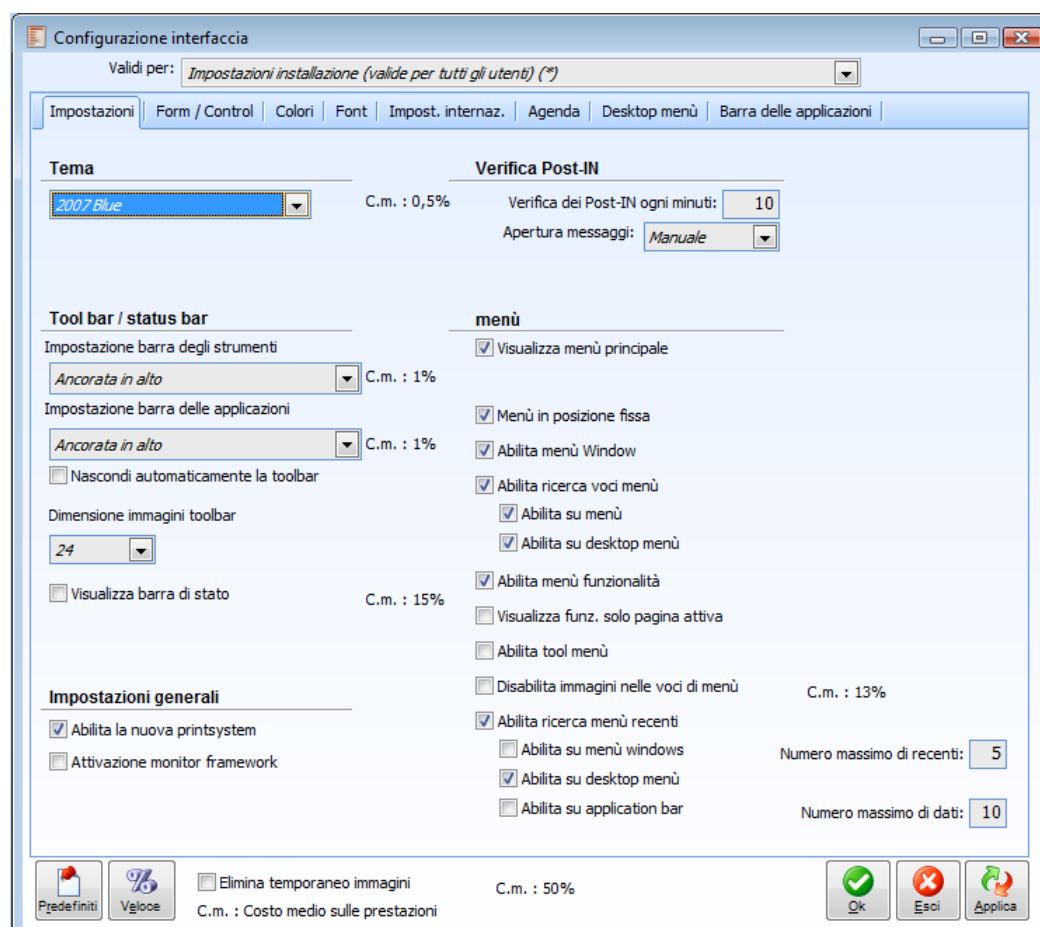 Configurazione interfaccia
Validi per: Impostazioni installazione (valide per tutti gli utenti) (*)
Impostazioni Form / Control Colori Font Impost. internaz. Agenda Desktop menù Barra delle applicazioni
Tema
2007 Blue C.m. : 0,5%
Verifica Post-IN
Verifica dei Post-IN ogni minuti: 10
Apertura messaggi: Manuale
Tool bar / status bar
Impostazione barra degli strumenti
Ancorata in alto C.m. : 1%
Impostazione barra delle applicazioni
Ancorata in alto C.m. : 1%
Nascondi automaticamente la toolbar
Dimensione immagini toolbar
24
Visualizza barra di stato C.m. : 15%
Impostazioni generali
Abilita la nuova printsystem
Attivazione monitor framework
menù
Visualizza menù principale
Menù in posizione fissa
Abilita menù Window
Abilita ricerca voci menù
Abilita su menù
Abilita su desktop menù
Abilita menù funzionalità
Visualizza funz. solo pagina attiva
Abilita tool menù
Disabilita immagini nelle voci di menù C.m. : 13%
Abilita ricerca menù recenti
Abilita su menù windows Numero massimo di recenti: 5
Abilita su desktop menù
Abilita su application bar Numero massimo di dati: 10
Predefiniti Veloce
Elimina temporaneo immagini C.m. : 50%
C.m. : Costo medio sulle prestazioni
Ok Esci Applica